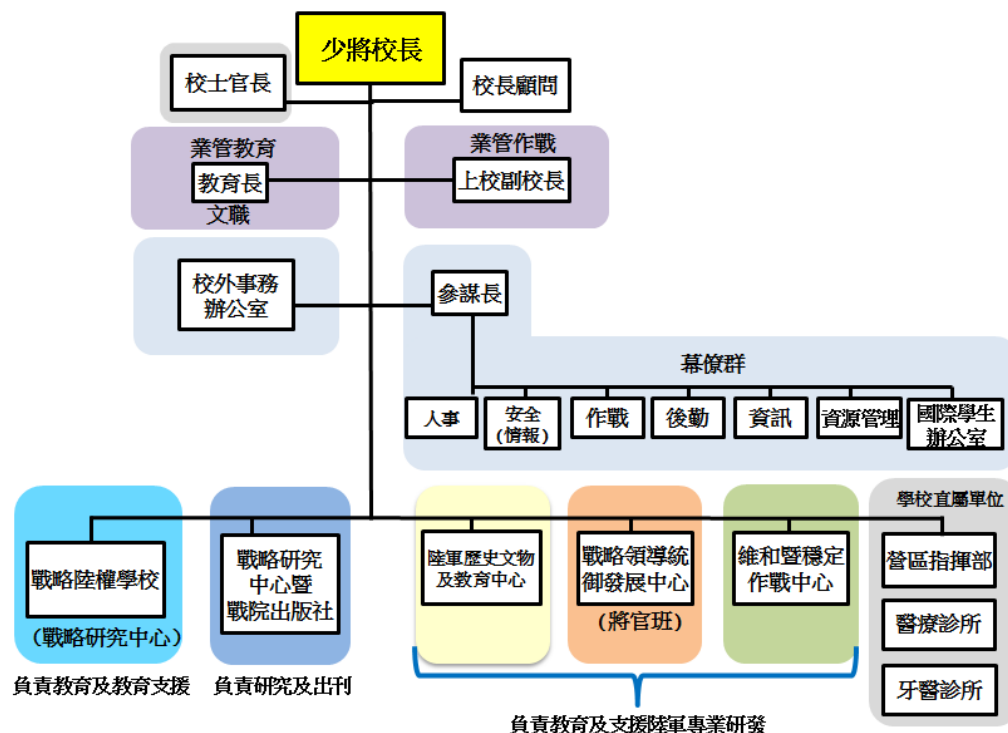 少將校長
校士官長
校長顧問
業管教育
教育長
文職
業管作戰
上校副校長
校外事務
辦公室
參謀長
幕僚群
人事
安全
(情報)
作戰
後勤
資訊
資源管理
國際學生
辦公室
戰略陸權學校
(戰略研究中心)
負責教育及教育支援
戰略研究
中心暨
戰院出版社
負責研究及出刊
陸軍歷史文物
及教育中心
戰略領導統
御發展中心
(將官班)
維和暨穩定
作戰中心
負責教育及支援陸軍專業研發
學校直屬單位
營區指揮部
醫療診所
牙醫診所